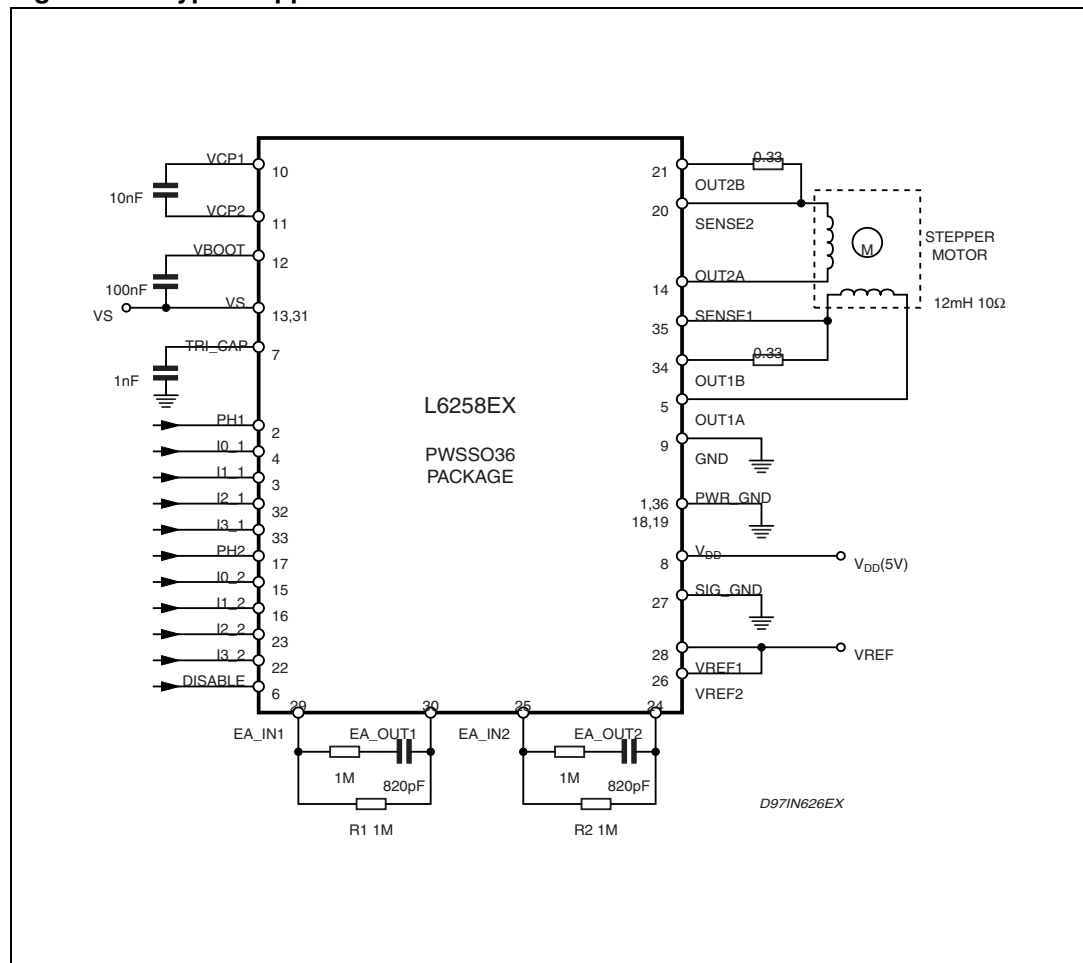 VCP1
10
10nF
VCP2
11
VBOOT
12
100nF
VS
VS
13,31
TRI_CAP
7
1nF
PH1
2
I0_1
4
I1_1
3
I2_1
32
I3_1
33
PH2
17
I0_2
15
I1_2
16
I2_2
23
I3_2
22
DISABLE
6
L6258EX
PWSSO36
PACKAGE
0.33
21
OUT2B
20
SENSE2
M
STEPPER
MOTOR
OUT2A
14
12mH 10Ω
SENSE1
35
0.33
34
OUT1B
5
OUT1A
9
GND
1,36
PWR_GND
18,19
VDD
8
VDD(5V)
SIG_GND
27
28
VREF
VREF1
26
VREF2
29
30
25
24
EA_IN1
EA_OUT1
EA_IN2
EA_OUT2
1M
820pF
1M
820pF
R1 1M
R2 1M
D97IN626EX